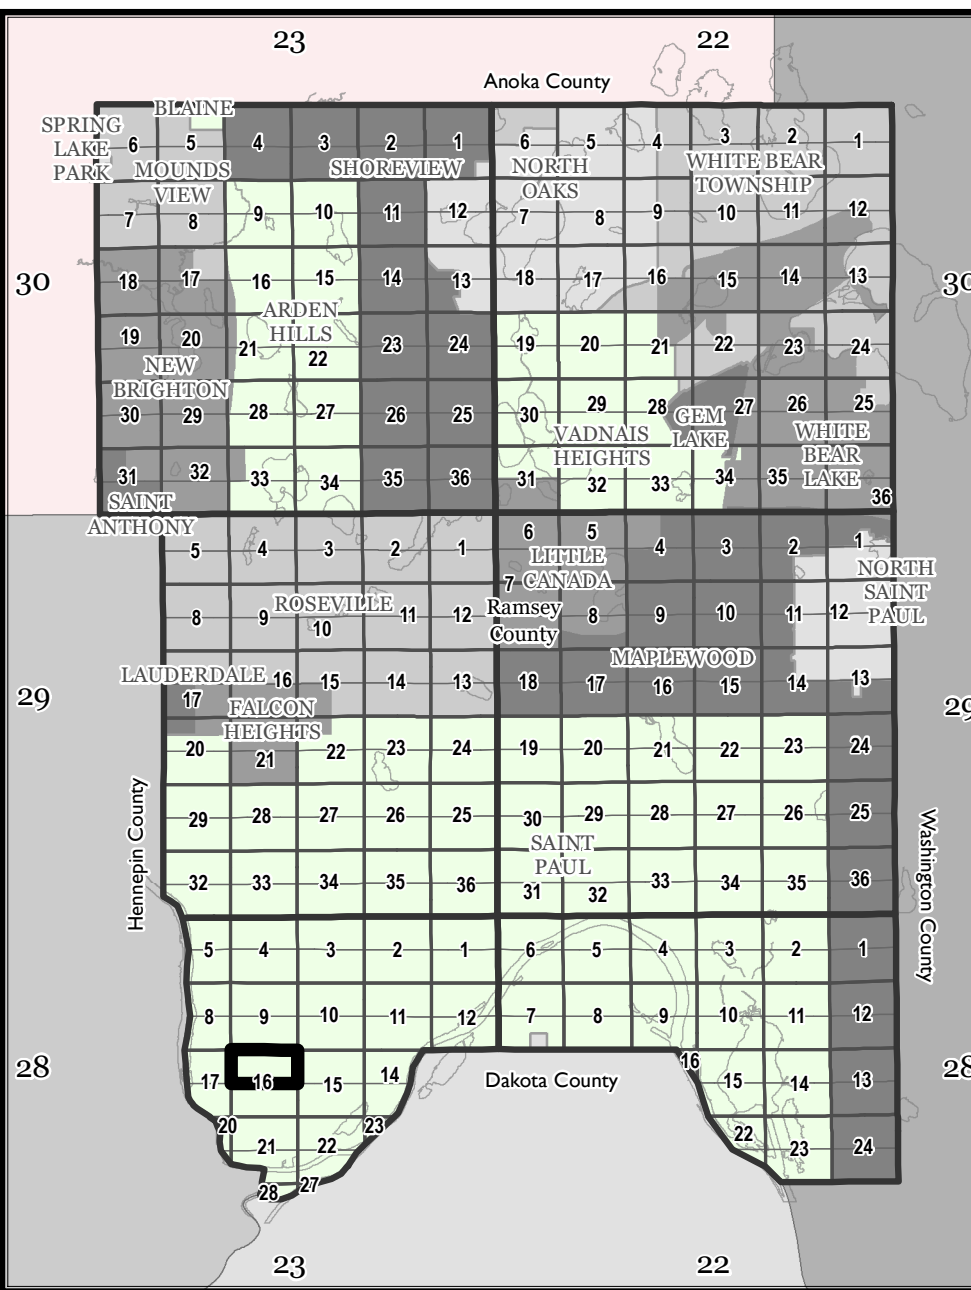 23 22
Anoka County
BLAINE
SPRING
LAKE
PARK
6 5 4 3 2 1 6 5 4 3 2 1
MOUNDS
VIEW
SHOREVIEW
NORTH
OAKS
WHITE BEAR
TOWNSHIP
7 8 9 10 11 12 7 8 9 10 11 12
30 18 17 16 15 14 13 18 17 16 15 14 13 30
ARDEN
HILLS
19 20 21 22 23 24 19 20 21 22 23 24
NEW
BRIGHTON
30 29 28 27 26 25 30 29 28 27 26 25
GEM
LAKE
VADNAIS
HEIGHTS
WHITE
BEAR
LAKE
31 32 33 34 35 36 31 32 33 34 35 36
SAINT
ANTHONY
5 4 3 2 1 6 5 4 3 2 1
LITTLE
CANADA
NORTH
SAINT
PAUL
8 9 10 11 12 7 8 9 10 11 12
ROSEVILLE
Ramsey
County
MAPLEWOOD
LAUDERDALE
29 17 16 15 14 13 18 17 16 15 14 13 29
FALCON
HEIGHTS
20 21 22 23 24 19 20 21 22 23 24
Hennepin County
29 28 27 26 25 30 29 28 27 26 25
Washington County
SAINT
PAUL
32 33 34 35 36 31 32 33 34 35 36
5 4 3 2 1 6 5 4 3 2 1
8 9 10 11 12 7 8 9 10 11 12
28 17 16 15 14 16 15 14 13 28
Dakota County
20 21 22 23 22 23 24
28 27
23 22